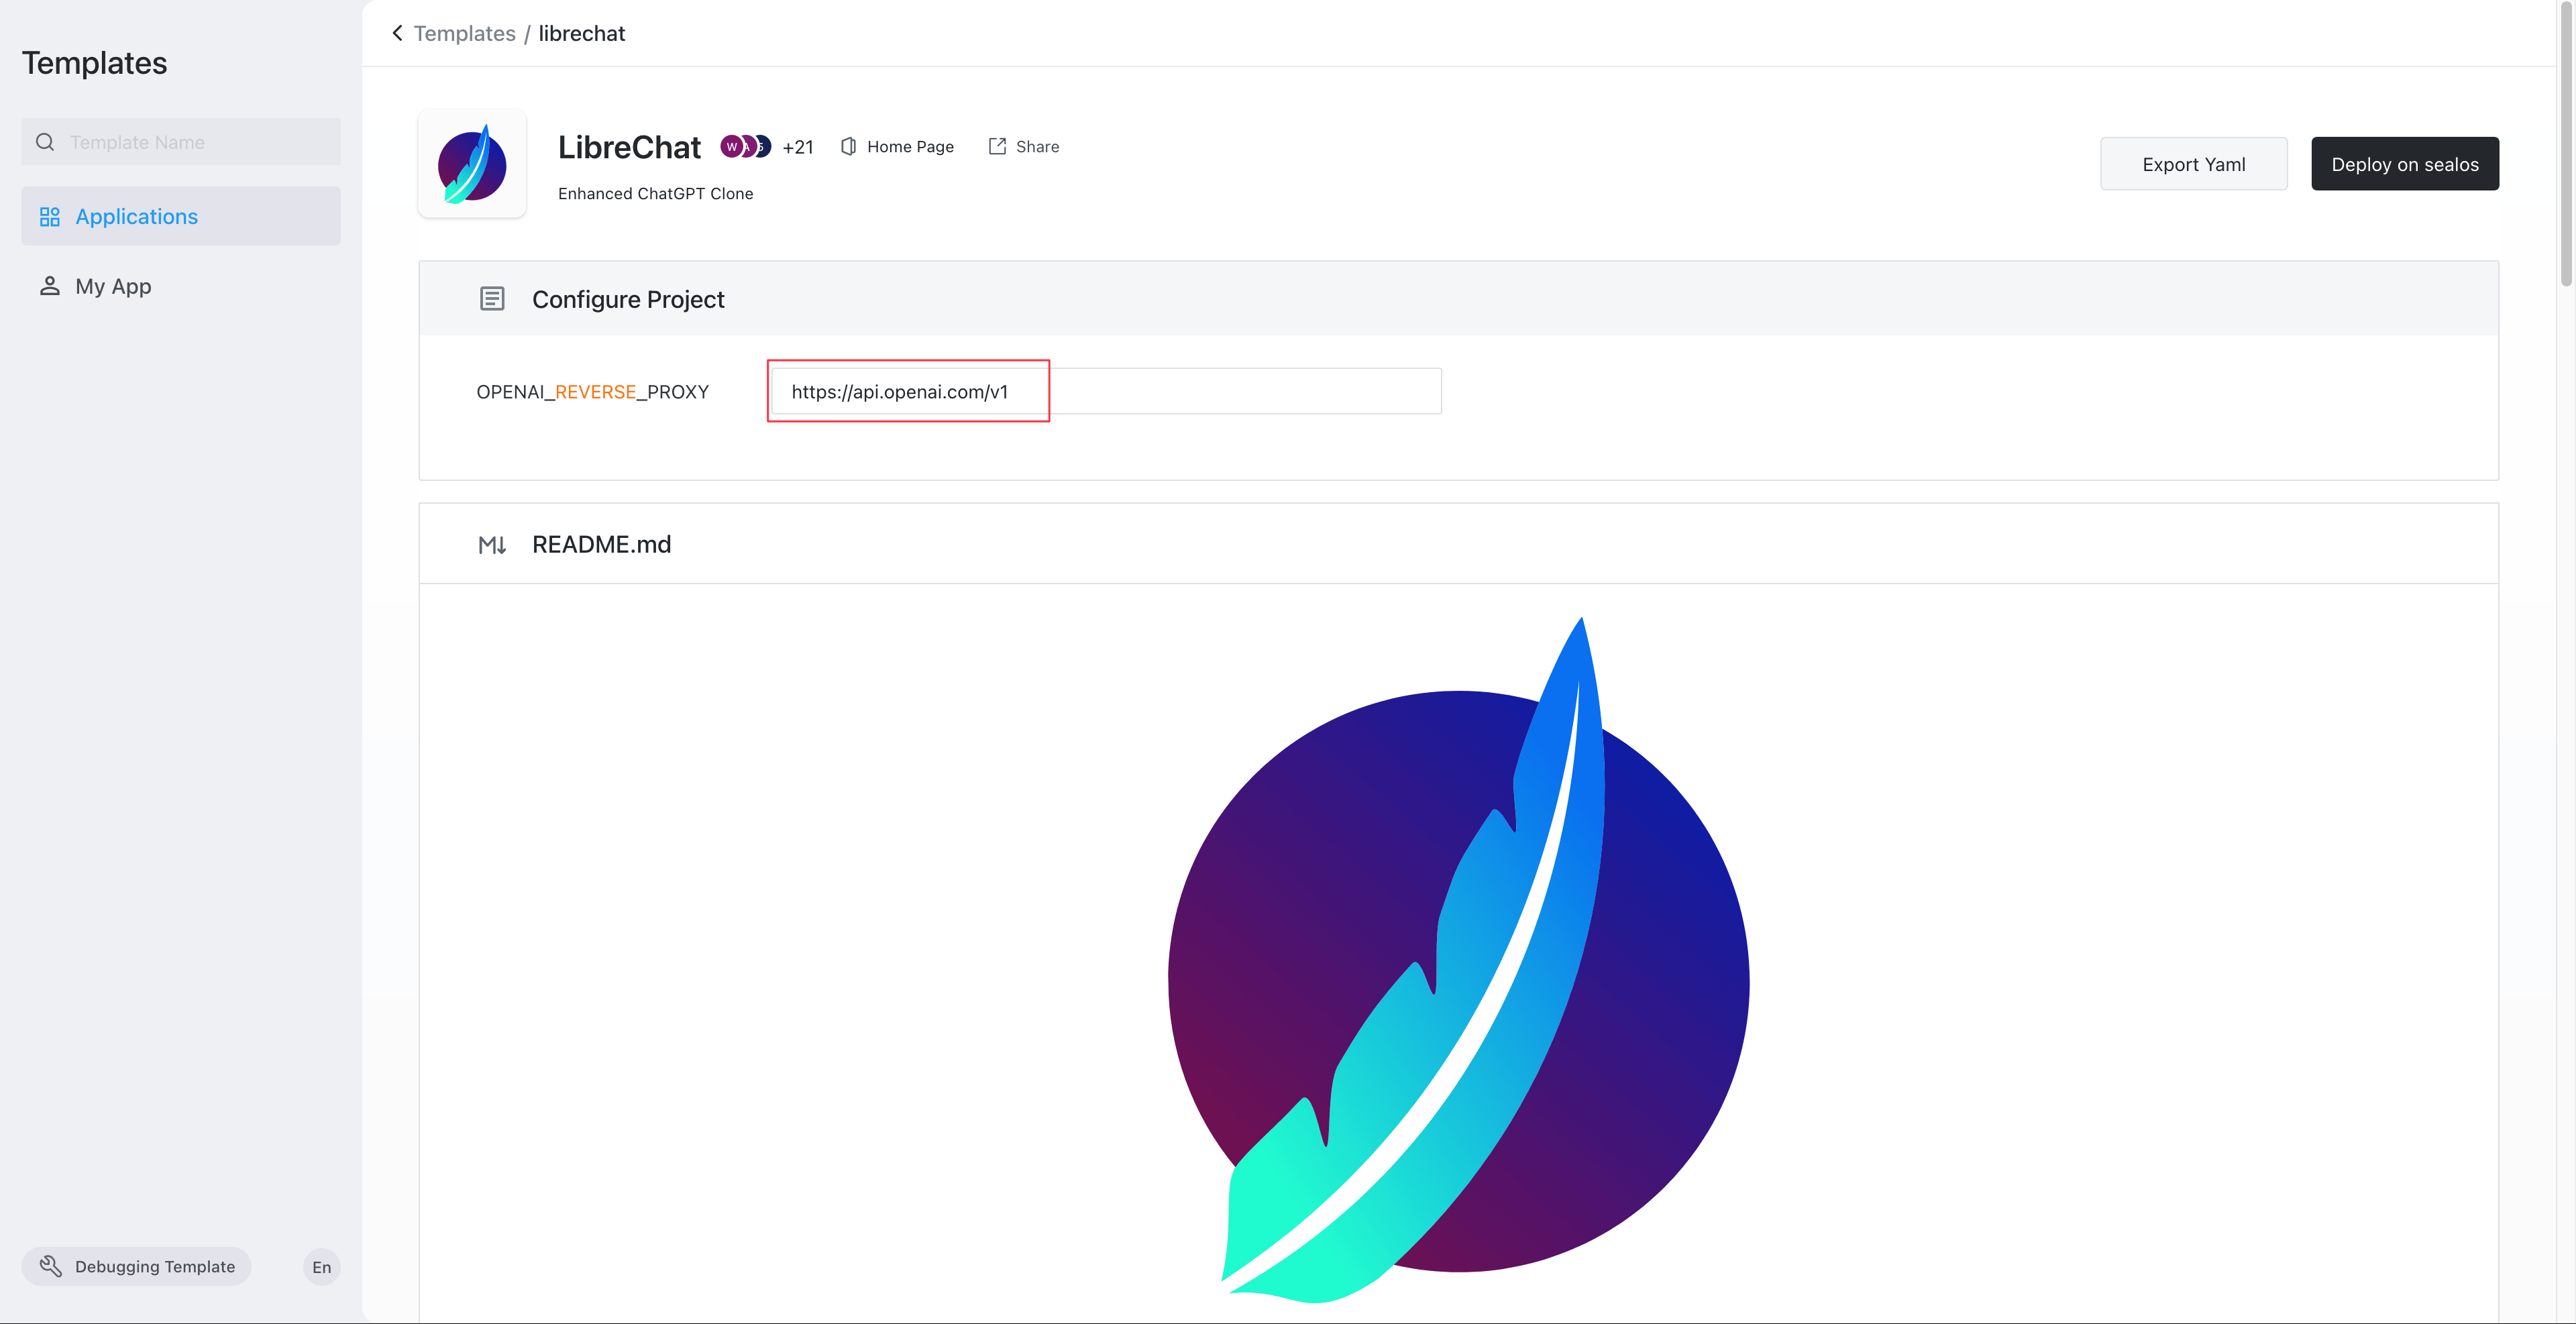 Templates
Template Name
Applications
My App
Debugging Template
En
Templates / librechat
LibreChat W A 5 +21 Home Page Share
Enhanced ChatGPT Clone
Export Yaml
Deploy on sealos
Configure Project
OPENAI_REVERSE_PROXY
https://api.openai.com/v1
M↓ README.md